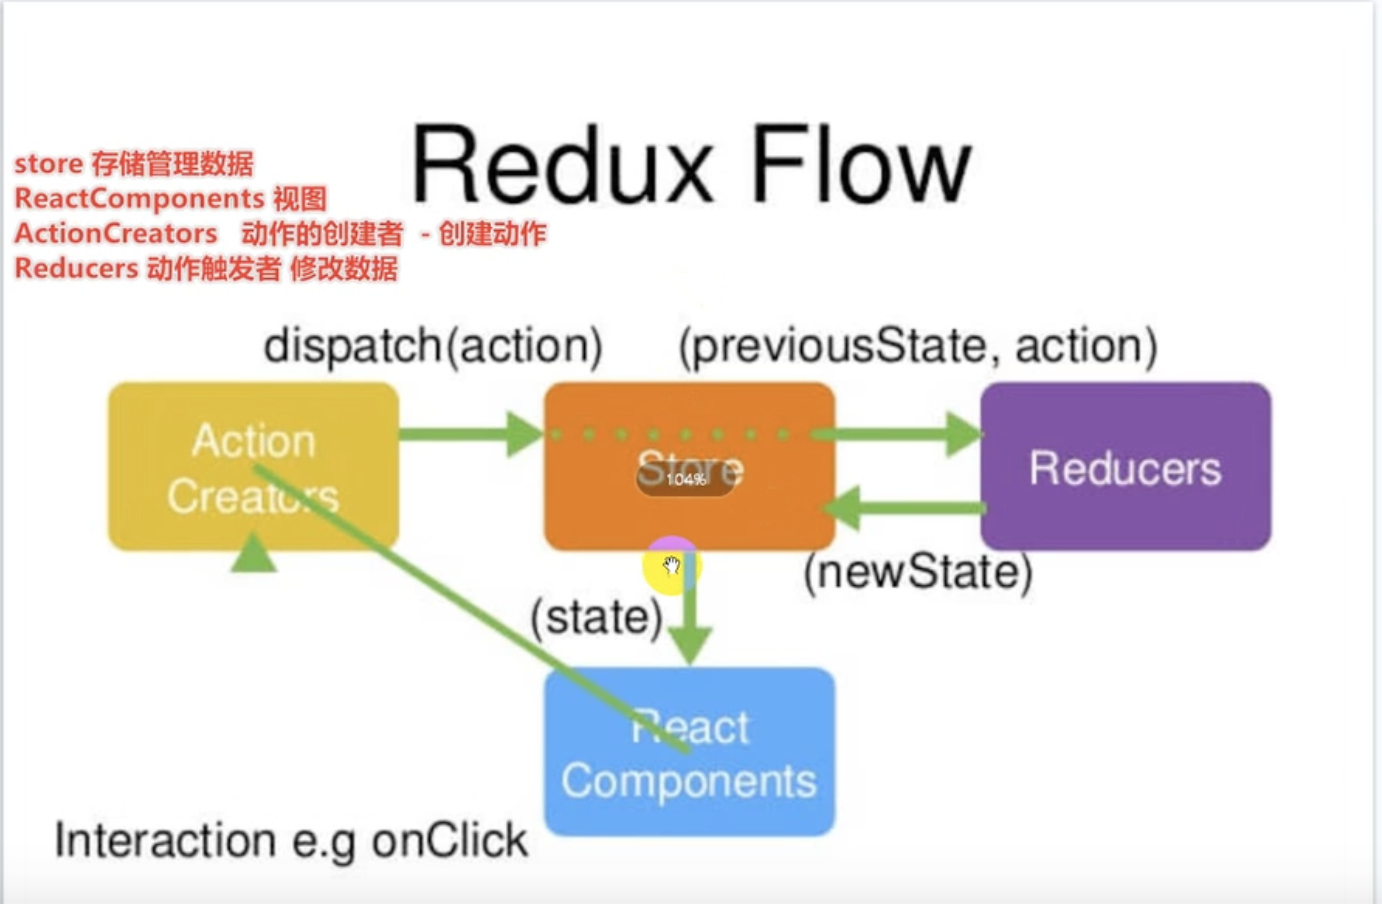 Redux Flow
store 存储管理数据
ReactComponents 视图
ActionCreators 动作的创建者 - 创建动作
Reducers 动作触发者 修改数据
dispatch(action)
(previousState, action)
Action
Creators
Store
104%
Reducers
(newState)
(state)
React
Components
Interaction e.g onClick